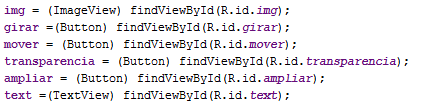 img = (ImageView) findViewById(R.id.img);
girar =(Button) findViewById(R.id.girar);
mover = (Button) findViewById(R.id.mover);
transparencia = (Button) findViewById(R.id.transparencia);
ampliar = (Button) findViewById(R.id.ampliar);
text =(TextView) findViewById(R.id.text);